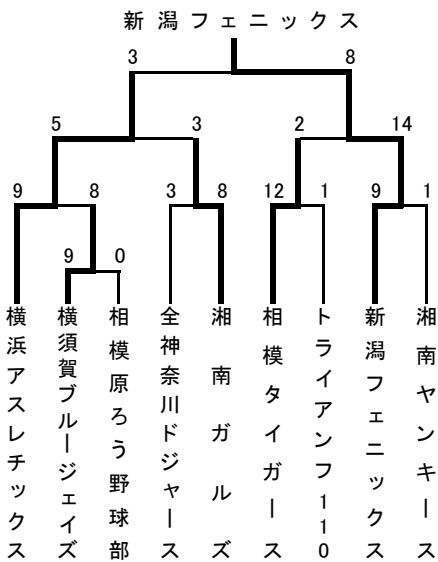 新潟フェニックス
3 8
5 3 2 14
9 8 3 8 12 1 9 1
9 0
横浜アスレチックス
横須賀ブルージェイズ
相模原ろう野球部
全神奈川ドジャース
湘南ガルズ
相模タイガース
トライアンフ110
新潟フェニックス
湘南ヤンキース